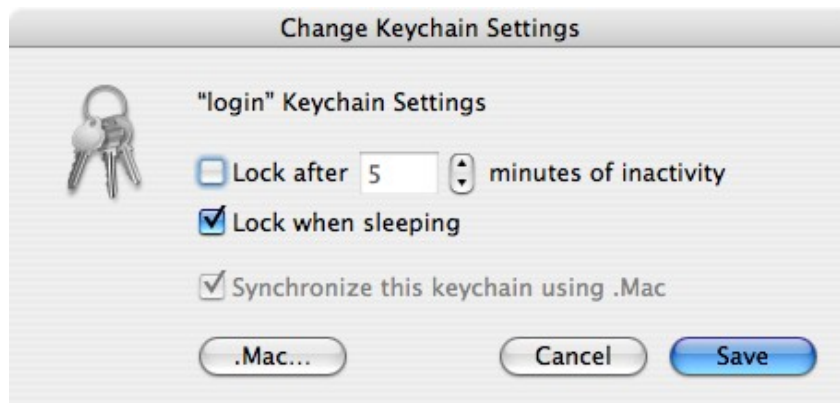 Change Keychain Settings
“login” Keychain Settings
Lock after 5 minutes of inactivity
Lock when sleeping
Synchronize this keychain using .Mac
.Mac... Cancel Save